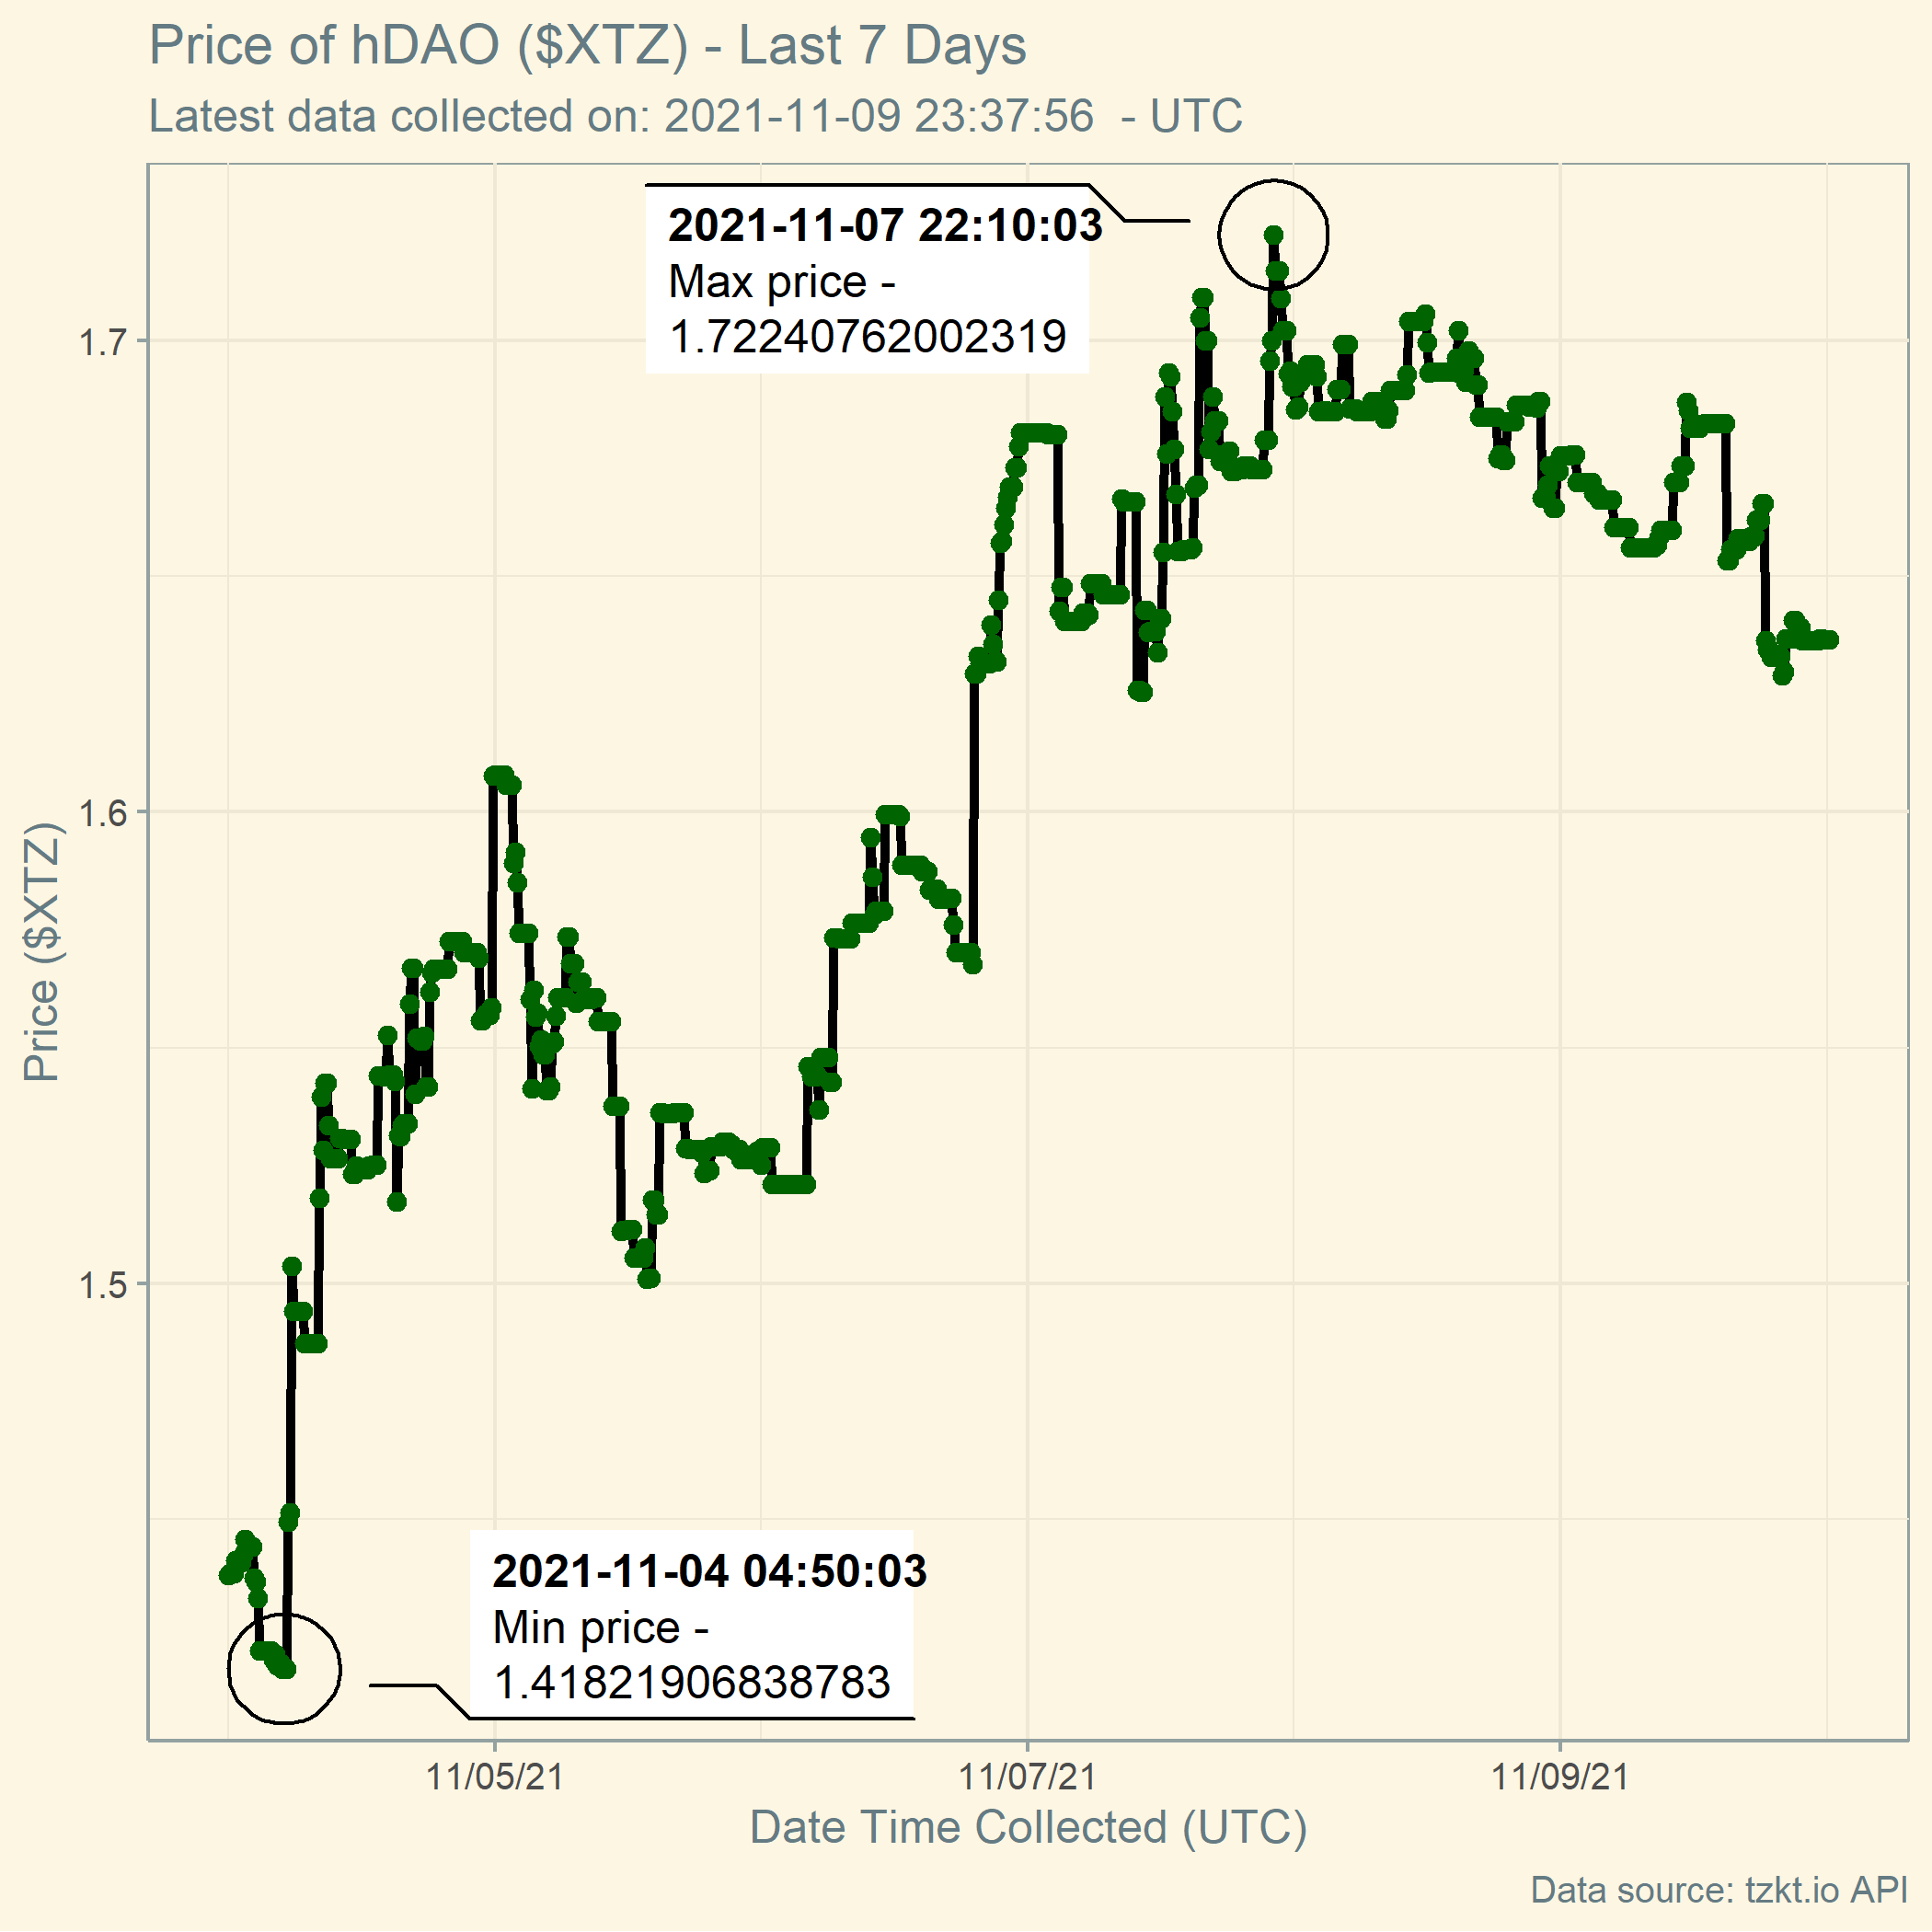 Price of hDAO ($XTZ) - Last 7 Days
Latest data collected on: 2021-11-09 23:37:56  - UTC
2021-11-07 22:10:03
Max price -
1.72240762002319
1.7
1.6
1.5
Price ($XTZ)
2021-11-04 04:50:03
Min price -
1.41821906838783
11/05/21
11/07/21
11/09/21
Date Time Collected (UTC)
Data source: tzkt.io API